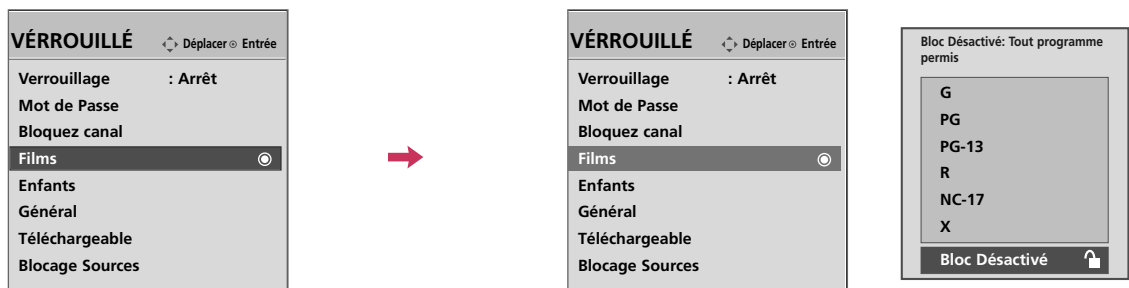 VÉRROUILLÉ Déplacer Entrée
Verrouillage : Arrêt
Mot de Passe
Bloquez canal
Films
Enfants
Général
Téléchargeable
Blocage Sources
VÉRROUILLÉ Déplacer Entrée
Verrouillage : Arrêt
Mot de Passe
Bloquez canal
Films
Enfants
Général
Téléchargeable
Blocage Sources
Bloc Désactivé: Tout programme
permis
G
PG
PG-13
R
NC-17
X
Bloc Désactivé